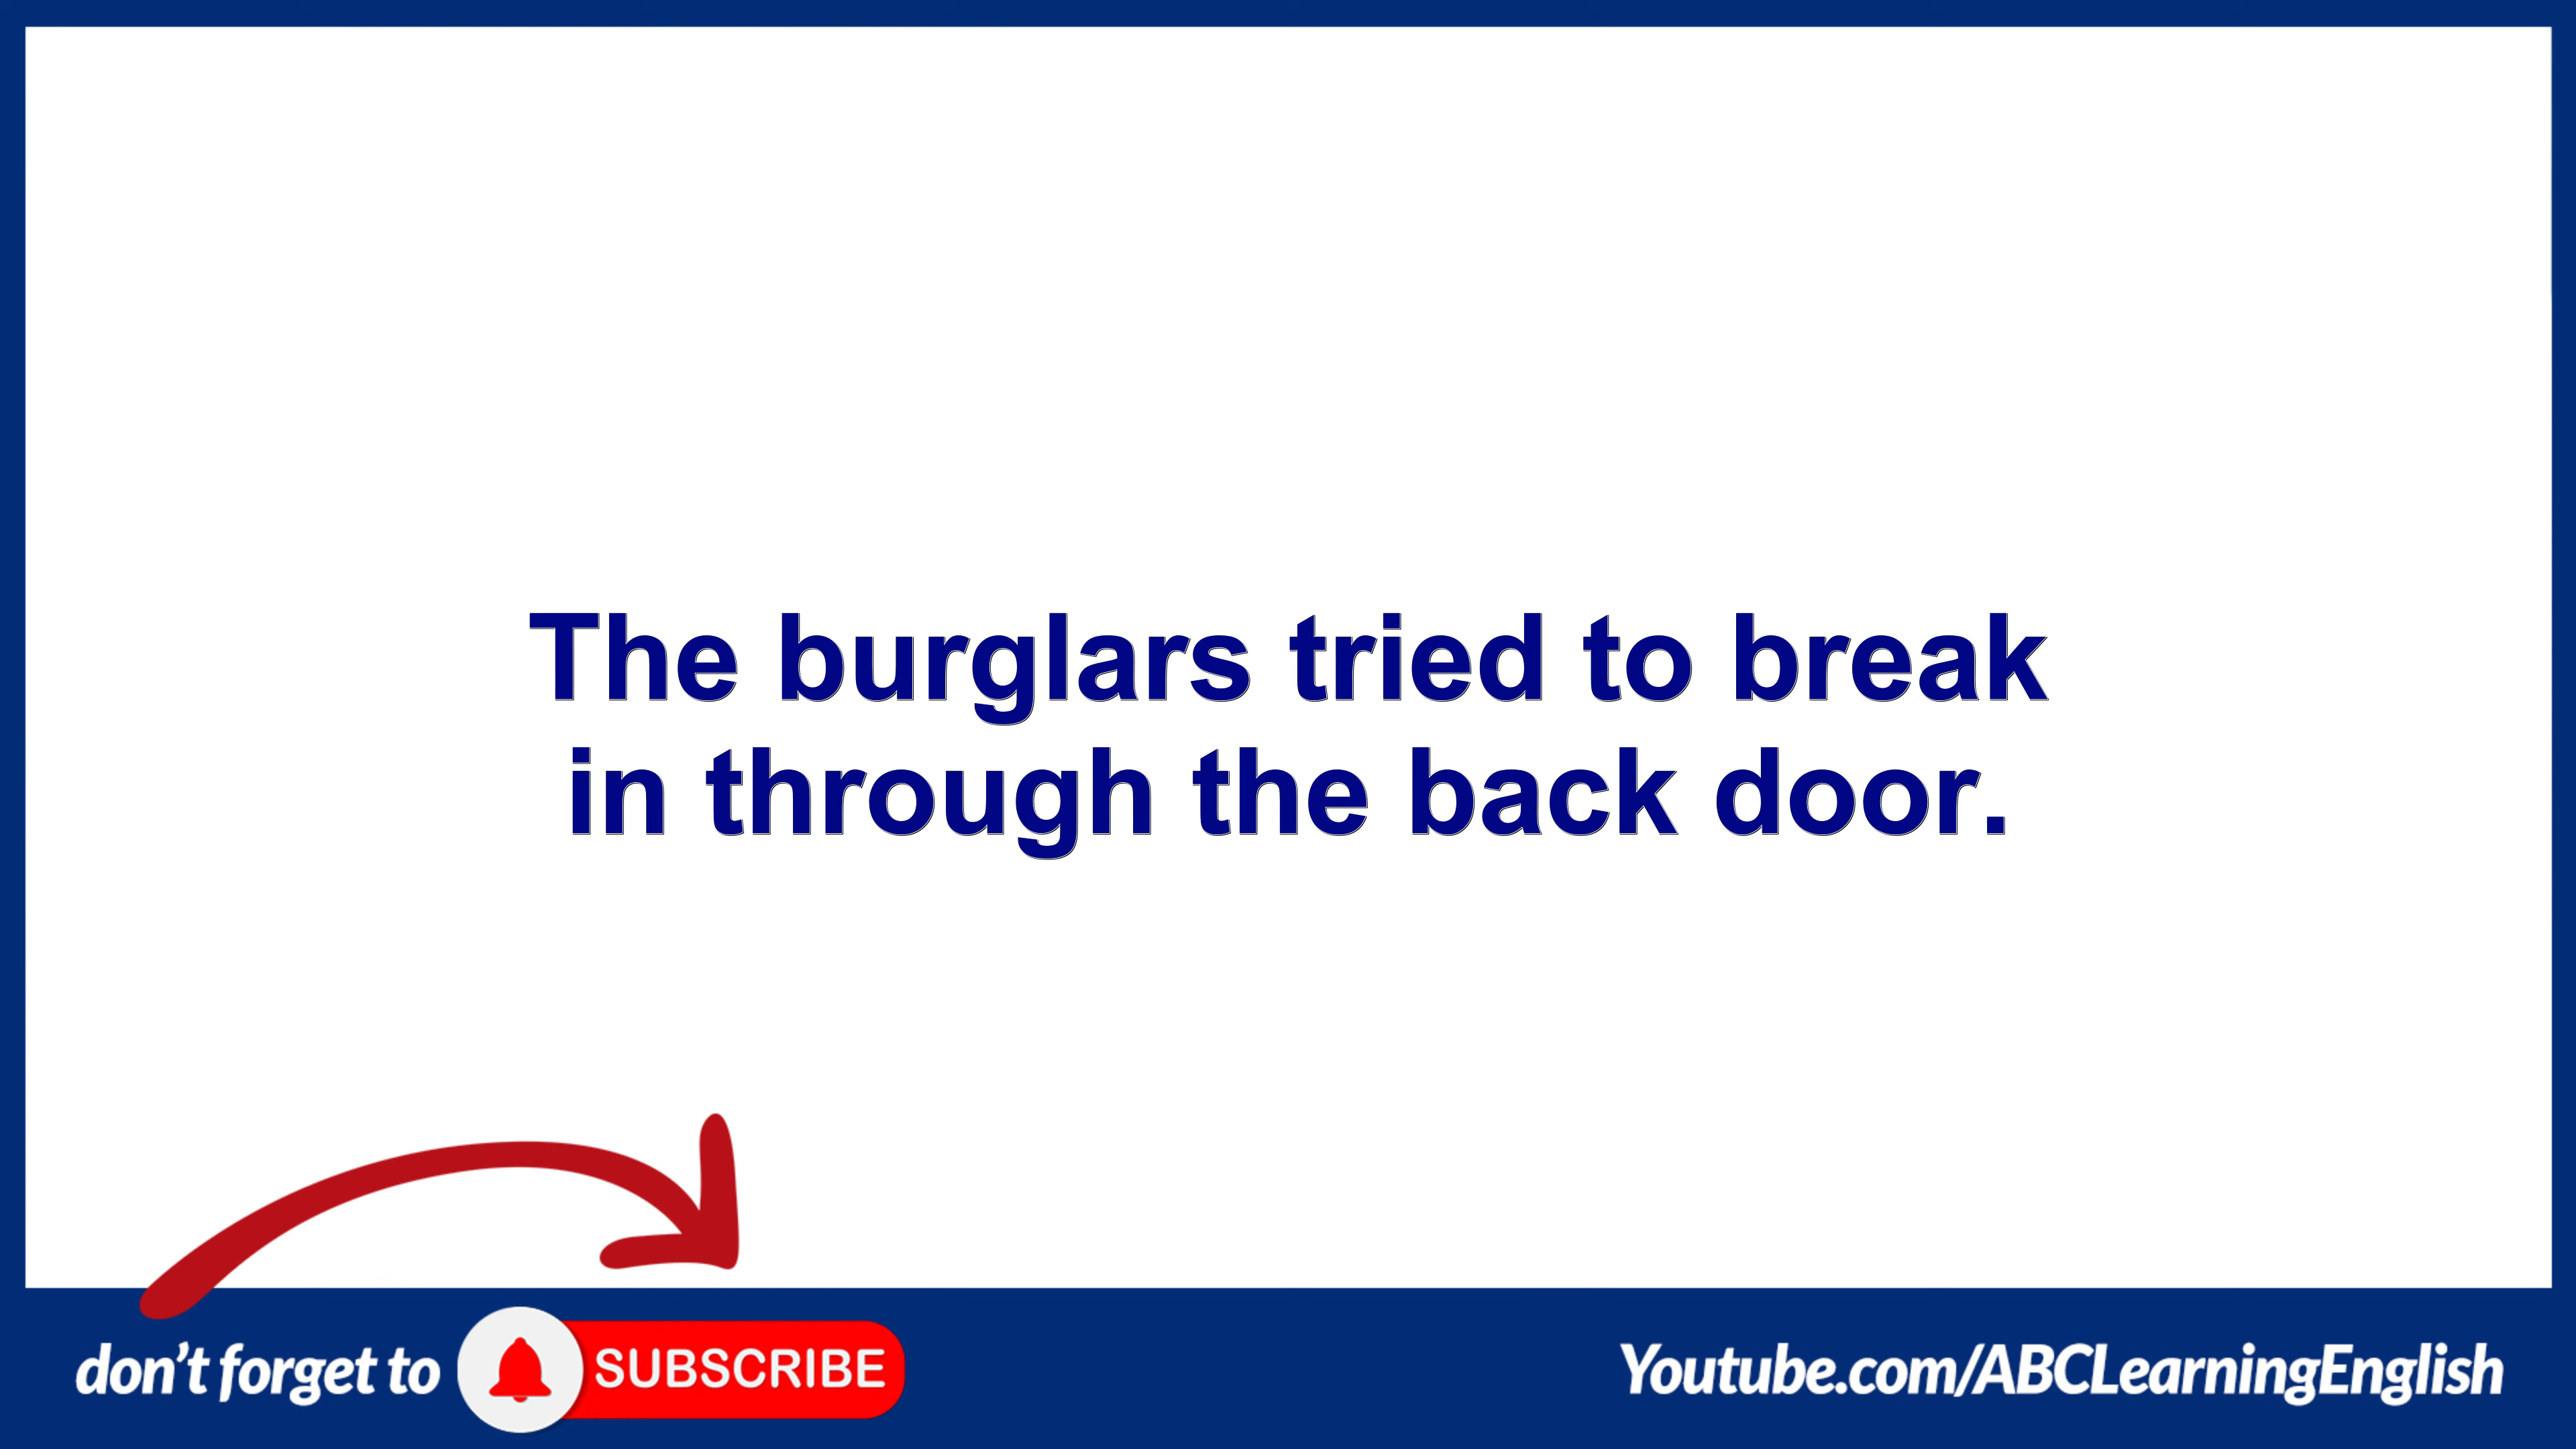 The burglars tried to break
in through the back door.
don't forget to SUBSCRIBE
Youtube.com/ABCLearningEnglish